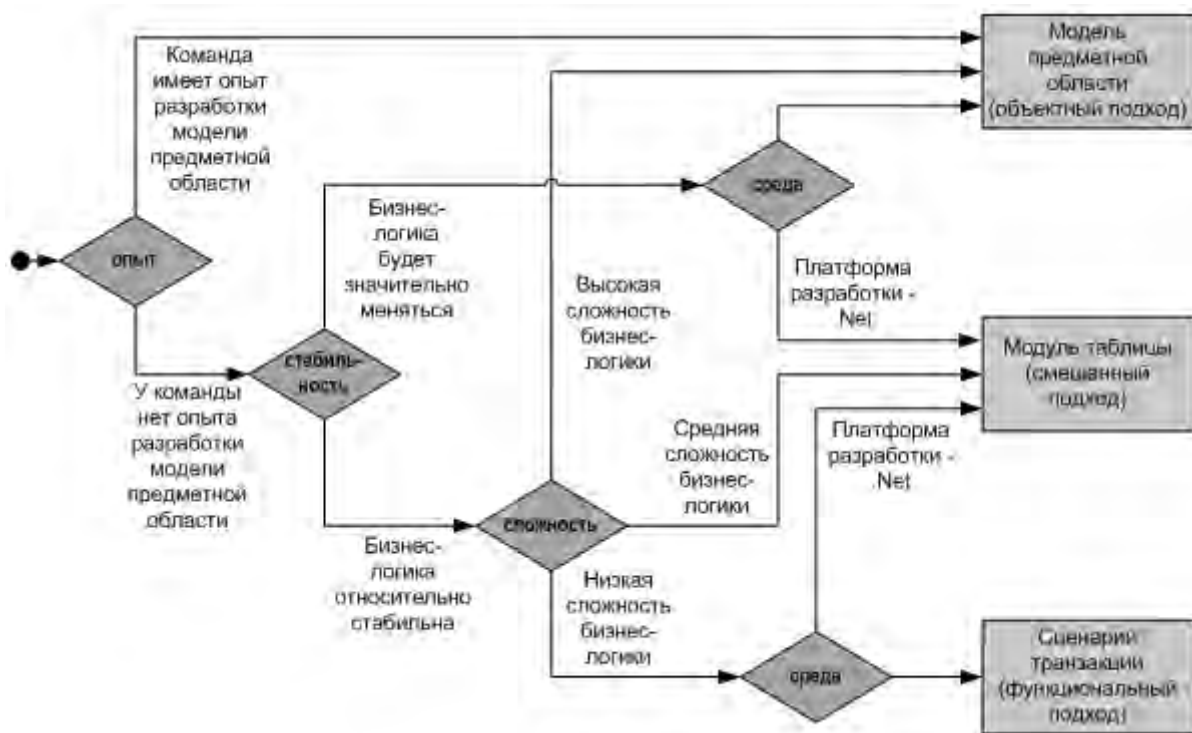 Команда
имеет опыт
разработки
модели
предметной
области
Модель
предметной
области
(объектный подход)
среда
опыт
Бизнес-
логика
будет
значительно
меняться
Высокая
сложность
бизнес-
логики
Платформа
разработки -
.Net
стабиль-
ность
Модуль таблицы
(смешанный
подход)
У команды
нет опыта
разработки
модели
предметной
области
Средняя
сложность
бизнес-
логики
Платформа
разработки -
.Net
сложность
Бизнес-
логика
относительно
стабильна
Низкая
сложность
бизнес-
логики
среда
Сценарий
транзакции
(функциональный
подход)